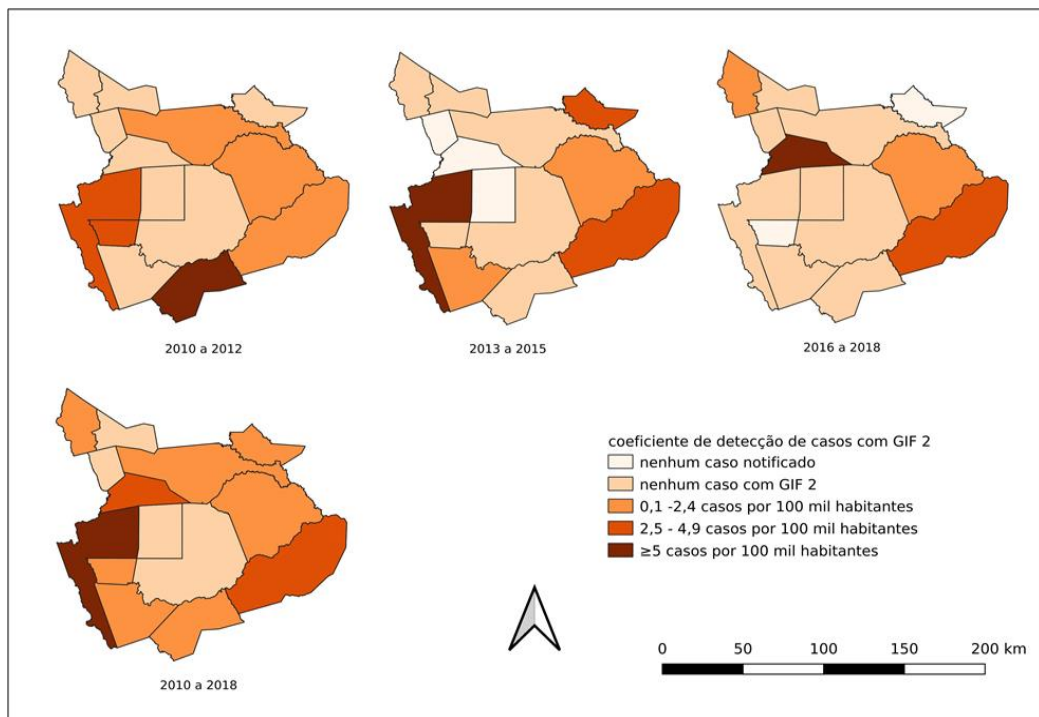 2010 a 2012
2013 a 2015
2016 a 2018
2010 a 2018
coeficiente de detecção de casos com GIF 2
nenhum caso notificado
nenhum caso com GIF 2
0,1 -2,4 casos por 100 mil habitantes
2,5 - 4,9 casos por 100 mil habitantes
≥5 casos por 100 mil habitantes
0 50 100 150 200 km